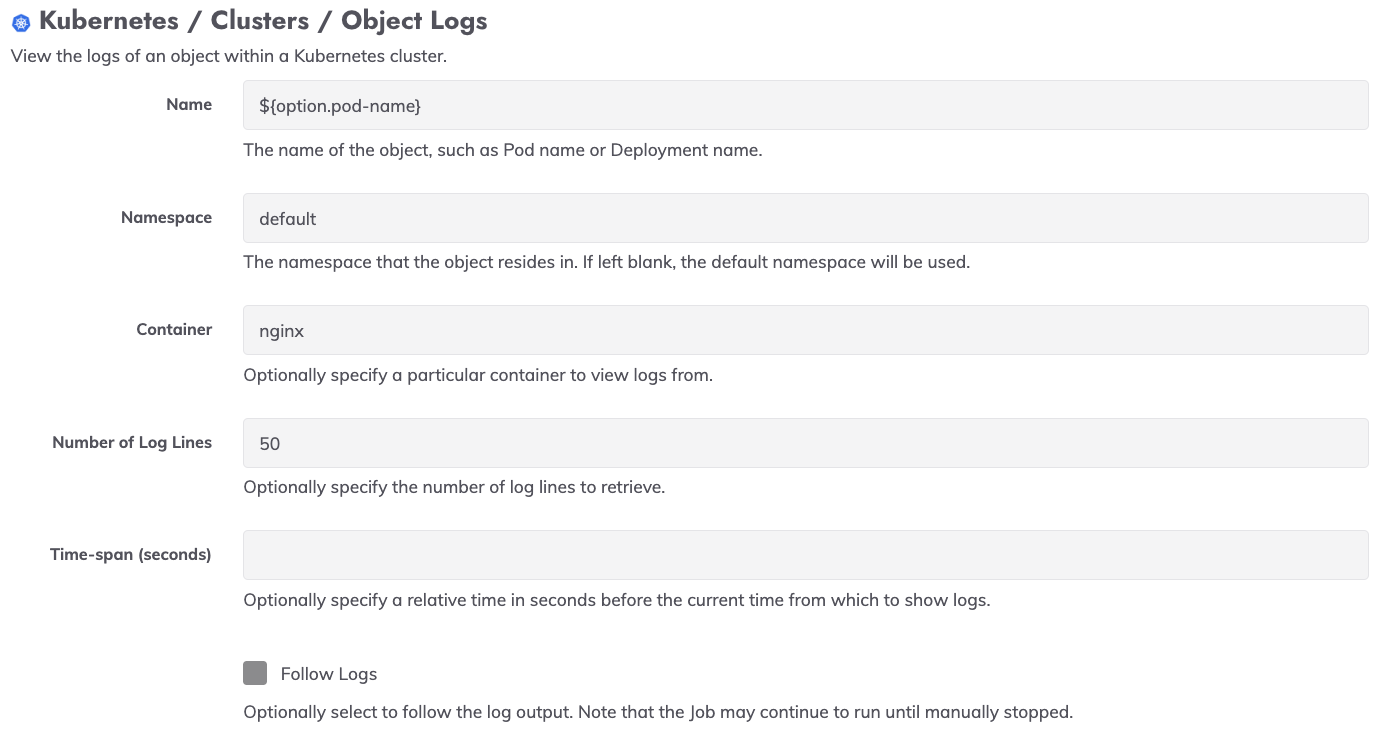 Kubernetes / Clusters / Object Logs
View the logs of an object within a Kubernetes cluster.
Name
${option.pod-name}
The name of the object, such as Pod name or Deployment name.
Namespace
default
The namespace that the object resides in. If left blank, the default namespace will be used.
Container
nginx
Optionally specify a particular container to view logs from.
Number of Log Lines
50
Optionally specify the number of log lines to retrieve.
Time-span (seconds)
Optionally specify a relative time in seconds before the current time from which to show logs.
Follow Logs
Optionally select to follow the log output. Note that the Job may continue to run until manually stopped.